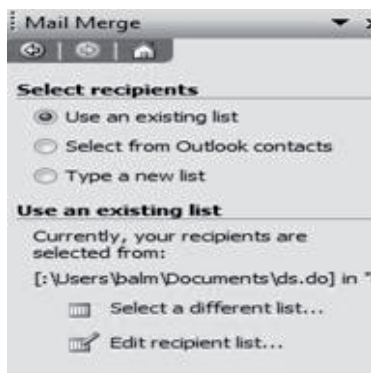 Mail Merge
Select recipients
Use an existing list
Select from Outlook contacts
Type a new list
Use an existing list
Currently, your recipients are
selected from:
[:\Users\balm\Documents\ds.do] in "
Select a different list...
Edit recipient list...